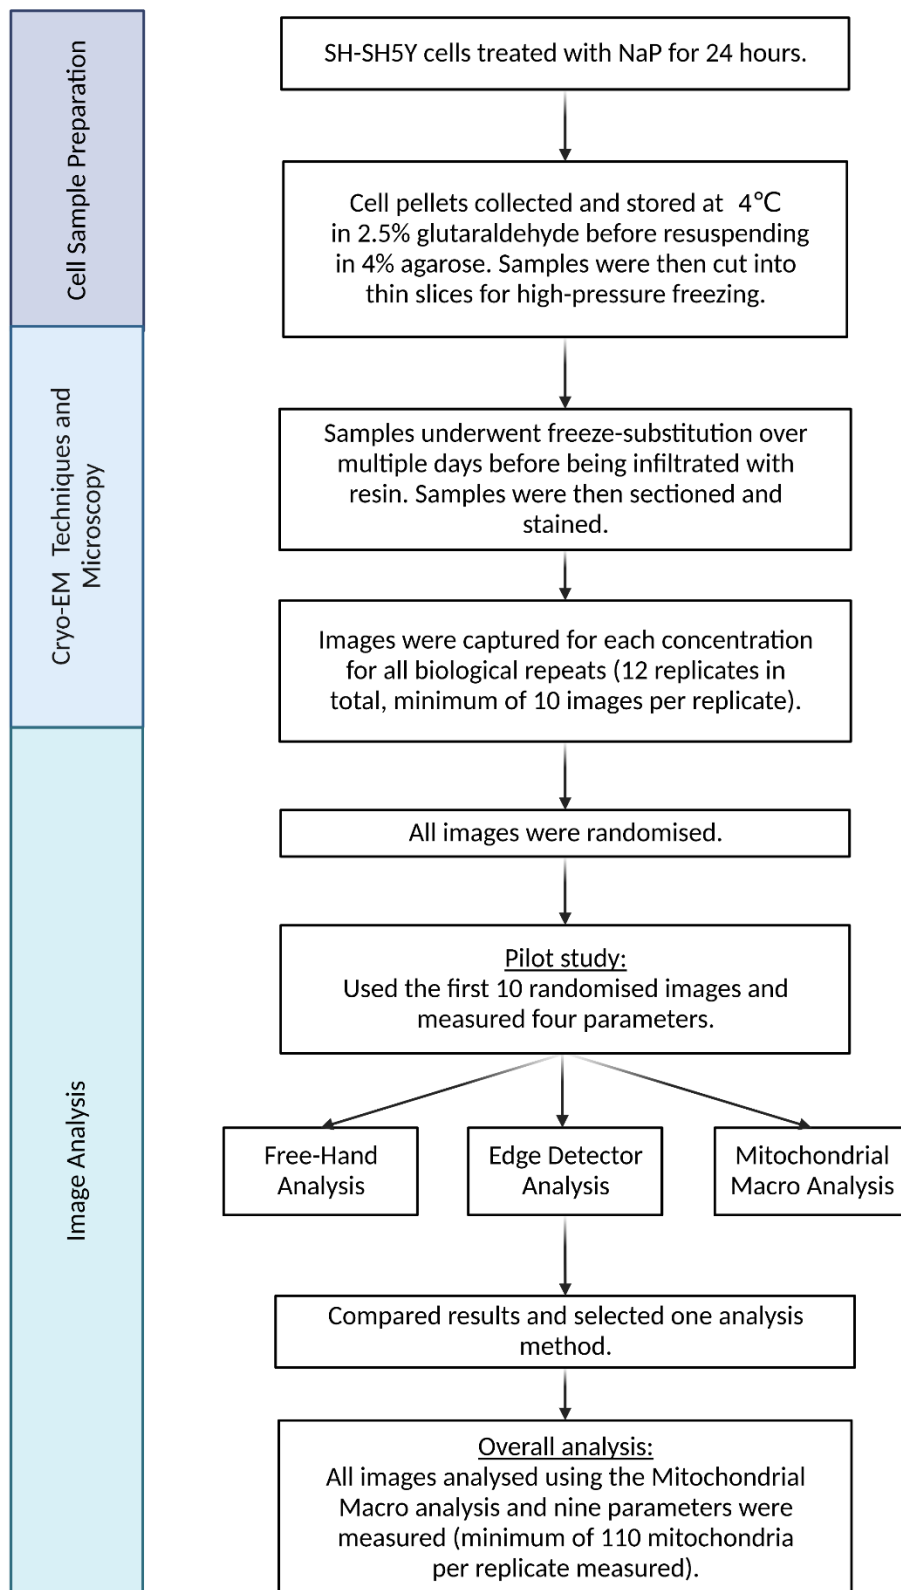 Cell Sample Preparation
SH-SH5Y cells treated with NaP for 24 hours.
Cell pellets collected and stored at 4℃
in 2.5% glutaraldehyde before resuspending
in 4% agarose. Samples were then cut into
thin slices for high-pressure freezing.
Cryo-EM Techniques and
Microscopy
Samples underwent freeze-substitution over
multiple days before being infiltrated with
resin. Samples were then sectioned and
stained.
Images were captured for each concentration
for all biological repeats (12 replicates in
total, minimum of 10 images per replicate).
Image Analysis
All images were randomised.
Pilot study:
Used the first 10 randomised images and
measured four parameters.
Free-Hand
Analysis
Edge Detector
Analysis
Mitochondrial
Macro Analysis
Compared results and selected one analysis
method.
Overall analysis:
All images analysed using the Mitochondrial
Macro analysis and nine parameters were
measured (minimum of 110 mitochondria
per replicate measured).